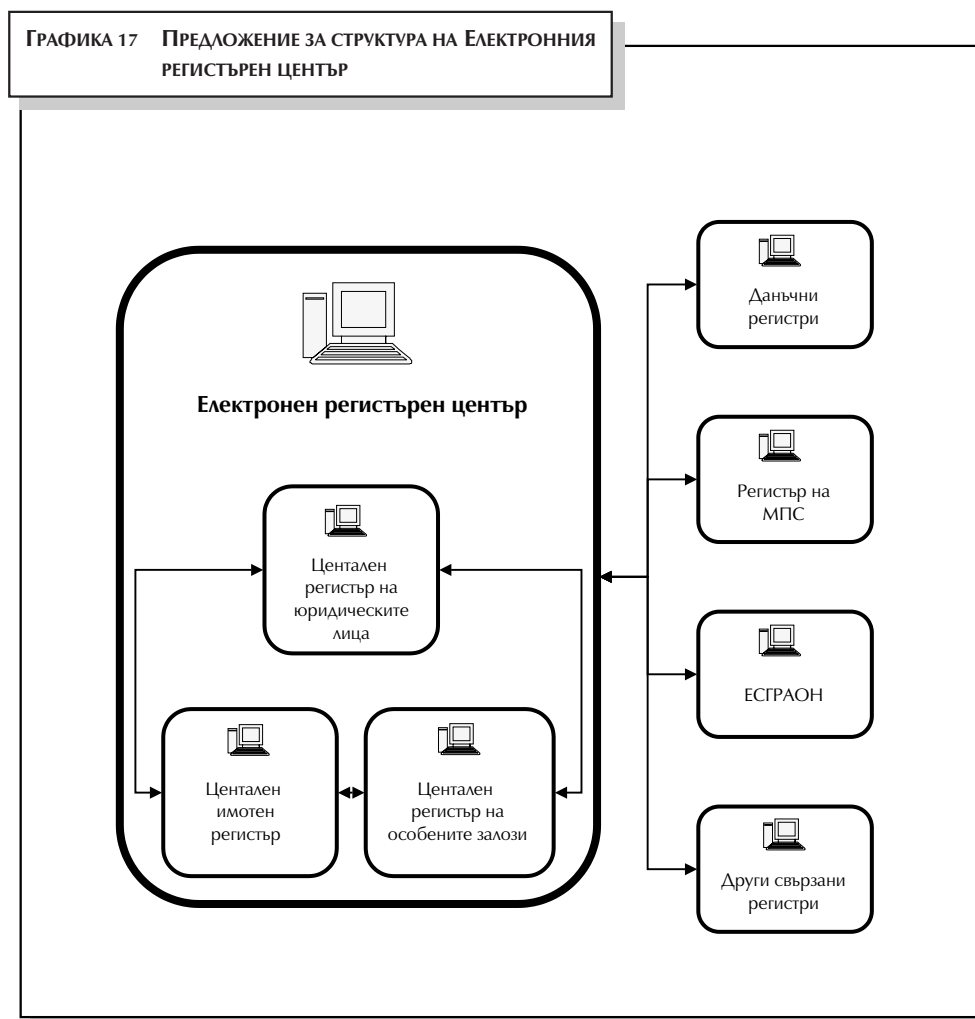 ГРАФИКА 17 ПРЕДЛОЖЕНИЕ ЗА СТРУКТУРА НА ЕЛЕКТРОННИЯ
РЕГИСТЪРЕН ЦЕНТЪР
Електронен регистърен център
Центален
регистър на
юридическите
лица
Центален
имотен
регистър
Центален
регистър на
особените залози
Данъчни
регистри
Регистър на
МПС
ЕСГРАОН
Други свързани
регистри